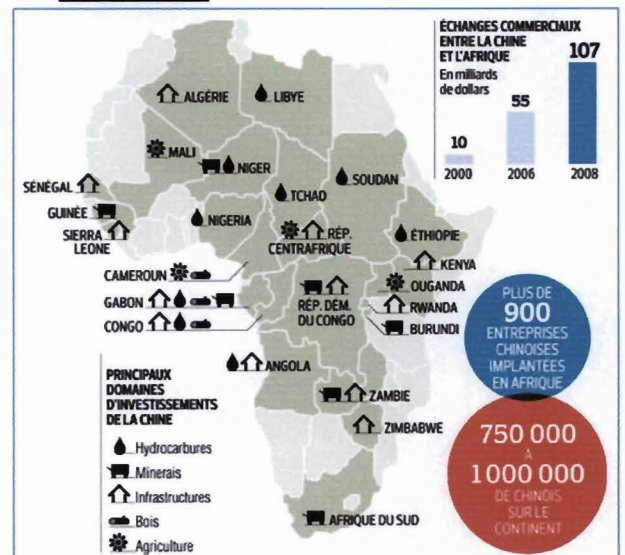 ÉCHANGES COMMERCIAUX
ENTRE LA CHINE
ET L'AFRIQUE
En milliards
de dollars
10
55
107
2000
2006
2008
ALGÉRIE
LIBYE
MALI
NIGER
TCHAD
SOUDAN
SÉNÉGAL
GUINÉE
SIERRA
LEONE
NIGERIA
RÉP.
CENTRAFRIQUE
ÉTHIOPIE
CAMEROUN
GABON
CONGO
RÉP. DÉM.
DU CONGO
KENYA
OUGANDA
RWANDA
BURUNDI
ANGOLA
ZAMBIE
ZIMBABWE
AFRIQUE DU SUD
PRINCIPAUX
DOMAINES
D'INVESTISSEMENTS
DE LA CHINE
Hydrocarbures
Minerais
Infrastructures
Bois
Agriculture
PLUS DE
900
ENTREPRISES
CHINOISES
IMPLANTÉES
EN AFRIQUE
750 000
À
1 000 000
DE CHINOIS
SUR LE
CONTINENT